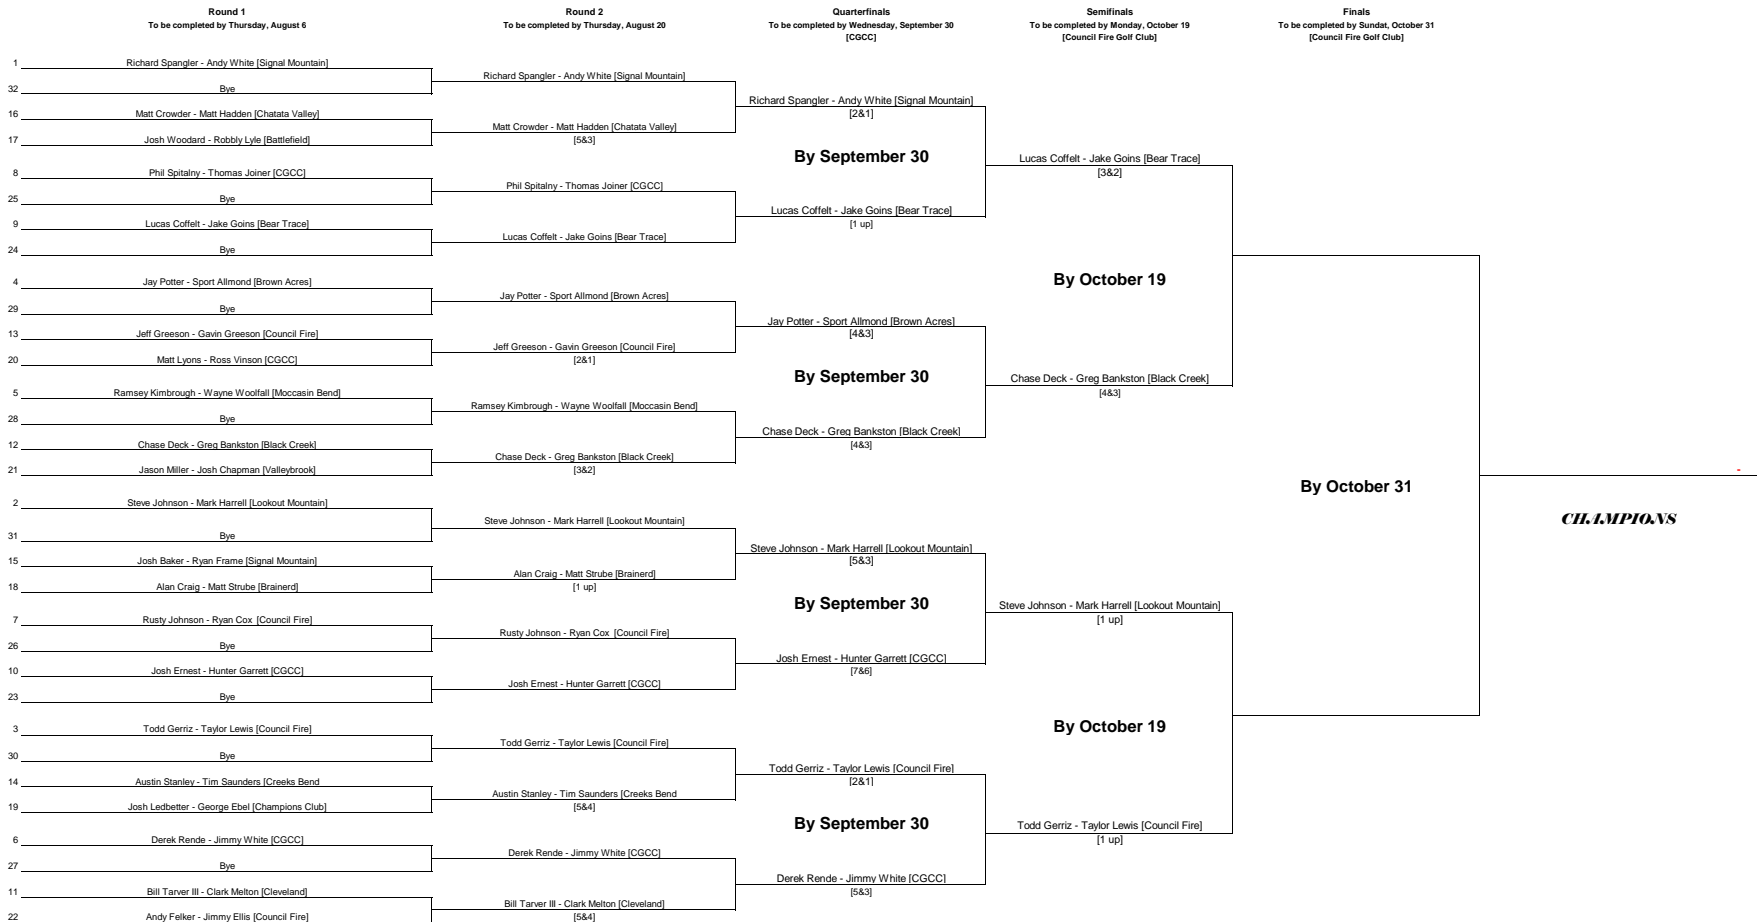 Round 1
To be completed by Thursday, August 6
Round 2
To be completed by Thursday, August 20
Quarterfinals
To be completed by Wednesday, September 30
[CGCC]
Semifinals
To be completed by Monday, October 19
[Council Fire Golf Club]
Finals
To be completed by Sundat, October 31
[Council Fire Golf Club]
1 Richard Spangler - Andy White [Signal Mountain]
32 Bye
16 Matt Crowder - Matt Hadden [Chatata Valley]
17 Josh Woodard - Robbly Lyle [Battlefield]
8 Phil Spitalny - Thomas Joiner [CGCC]
25 Bye
9 Lucas Coffelt - Jake Goins [Bear Trace]
24 Bye
4 Jay Potter - Sport Allmond [Brown Acres]
29 Bye
13 Jeff Greeson - Gavin Greeson [Council Fire]
20 Matt Lyons - Ross Vinson [CGCC]
5 Ramsey Kimbrough - Wayne Woolfall [Moccasin Bend]
28 Bye
12 Chase Deck - Greg Bankston [Black Creek]
21 Jason Miller - Josh Chapman [Valleybrook]
2 Steve Johnson - Mark Harrell [Lookout Mountain]
31 Bye
15 Josh Baker - Ryan Frame [Signal Mountain]
18 Alan Craig - Matt Strube [Brainerd]
7 Rusty Johnson - Ryan Cox [Council Fire]
26 Bye
10 Josh Ernest - Hunter Garrett [CGCC]
23 Bye
3 Todd Gerriz - Taylor Lewis [Council Fire]
30 Bye
14 Austin Stanley - Tim Saunders [Creeks Bend
19 Josh Ledbetter - George Ebel [Champions Club]
6 Derek Rende - Jimmy White [CGCC]
27 Bye
11 Bill Tarver III - Clark Melton [Cleveland]
22 Andy Felker - Jimmy Ellis [Council Fire]
Richard Spangler - Andy White [Signal Mountain]
Matt Crowder - Matt Hadden [Chatata Valley]
[5&3]
Phil Spitalny - Thomas Joiner [CGCC]
Lucas Coffelt - Jake Goins [Bear Trace]
Jay Potter - Sport Allmond [Brown Acres]
Jeff Greeson - Gavin Greeson [Council Fire]
[2&1]
Ramsey Kimbrough - Wayne Woolfall [Moccasin Bend]
Chase Deck - Greg Bankston [Black Creek]
[3&2]
Steve Johnson - Mark Harrell [Lookout Mountain]
Alan Craig - Matt Strube [Brainerd]
[1 up]
Rusty Johnson - Ryan Cox [Council Fire]
Josh Ernest - Hunter Garrett [CGCC]
Todd Gerriz - Taylor Lewis [Council Fire]
Austin Stanley - Tim Saunders [Creeks Bend
[5&4]
Derek Rende - Jimmy White [CGCC]
Bill Tarver III - Clark Melton [Cleveland]
[5&4]
Richard Spangler - Andy White [Signal Mountain]
[2&1]
By September 30
Lucas Coffelt - Jake Goins [Bear Trace]
[1 up]
Jay Potter - Sport Allmond [Brown Acres]
[4&3]
By September 30
Chase Deck - Greg Bankston [Black Creek]
[4&3]
Steve Johnson - Mark Harrell [Lookout Mountain]
[5&3]
By September 30
Josh Ernest - Hunter Garrett [CGCC]
[7&6]
Todd Gerriz - Taylor Lewis [Council Fire]
[2&1]
By September 30
Derek Rende - Jimmy White [CGCC]
[5&3]
Lucas Coffelt - Jake Goins [Bear Trace]
[3&2]
By October 19
Chase Deck - Greg Bankston [Black Creek]
[4&3]
Steve Johnson - Mark Harrell [Lookout Mountain]
[1 up]
By October 19
Todd Gerriz - Taylor Lewis [Council Fire]
[1 up]
By October 31
-
CHAMPIONS